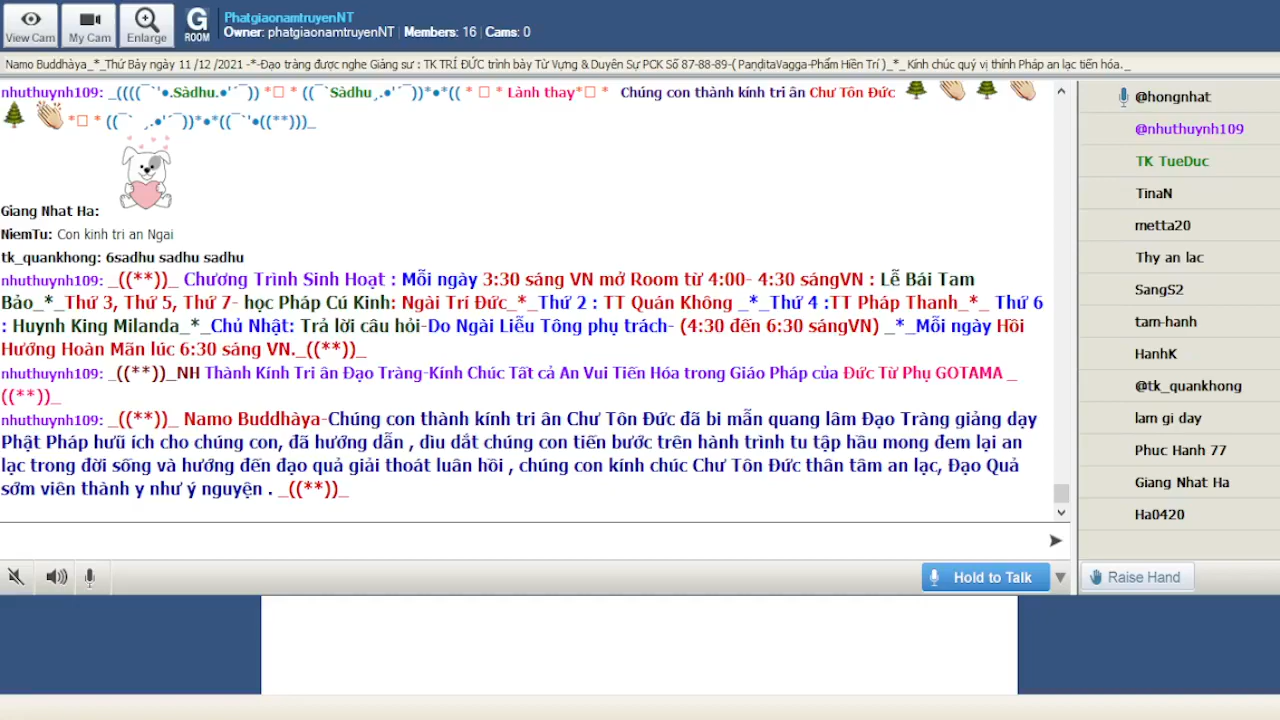 View Cam
My Cam
Enlarge
G
ROOM
PhatgiaonamtruyenNT
Owner: phatgiaonamtruyenNT | Members: 16 | Cams: 0
Namo Buddhàya_*_Thứ Bảy ngày 11 /12 /2021 -*-Đạo tràng được nghe Giảng sư : TK TRÍ ĐỨC trình bày Từ Vựng & Duyên Sự PCK Số 87-88-89-( PaṇḍitaVagga-Phẩm Hiền Trí )_*_ Kính chúc quý vị thính Pháp an lạc tiến hóa._
nhuthuynh109: _((((¯`'•.Sàdhu.•'´¯)) *□ * ((¯`Sàdhu¸.•'´¯))*•*(( * □ * Lành thay*□ * Chúng con thành kính tri ân Chư Tôn Đức
*□ * ((¯` ¸.•'´¯))*•*((¯`'•((**)))_
Giang Nhat Ha:
NiemTu: Con kinh tri an Ngai
tk_quankhong: 6sadhu sadhu sadhu
nhuthuynh109: _((**))_ Chương Trình Sinh Hoạt : Mỗi ngày 3:30 sáng VN mở Room từ 4:00- 4:30 sángVN : Lễ Bái Tam
Bảo_*_Thứ 3, Thứ 5, Thứ 7- học Pháp Cú Kinh: Ngài Trí Đức_*_Thứ 2 : TT Quán Không _*_Thứ 4 :TT Pháp Thanh_*_ Thứ 6
: Huynh King Milanda_*_Chủ Nhật: Trả lời câu hỏi-Do Ngài Liễu Tông phụ trách- (4:30 đến 6:30 sángVN) _*_Mỗi ngày Hồi
Hướng Hoàn Mãn lúc 6:30 sáng VN._((**))_
nhuthuynh109: _((**))_NH Thành Kính Tri ân Đạo Tràng-Kính Chúc Tất cả An Vui Tiến Hóa trong Giáo Pháp của Đức Từ Phụ GOTAMA _
((**))_
nhuthuynh109: _((**))_ Namo Buddhàya-Chúng con thành kính tri ân Chư Tôn Đức đã bi mẫn quang lâm Đạo Tràng giảng dạy
Phật Pháp hưũ ích cho chúng con, đã hướng dẫn , dìu dắt chúng con tiến bước trên hành trình tu tập hầu mong đem lại an
lạc trong đời sống và hướng đến đạo quả giải thoát luân hồi , chúng con kính chúc Chư Tôn Đức thân tâm an lạc, Đạo Quả
sớm viên thành y như ý nguyện . _((**))_
@hongnhat
@nhuthuynh109
TK TueDuc
TinaN
metta20
Thy an lac
SangS2
tam-hanh
HanhK
@tk_quankhong
lam gi day
Phuc Hanh 77
Giang Nhat Ha
Ha0420
Hold to Talk
Raise Hand